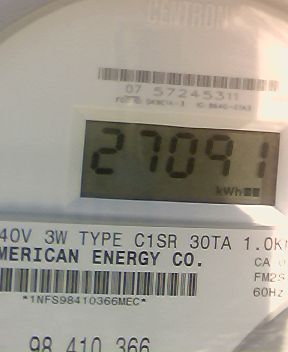 CENTRON
07 57245311
27091
kWh
40V 3W TYPE C1SR 30TA 1.0K
MERICAN ENERGY CO.
CA 0
FM2S
60Hz
*1NFS98410366MEC*
98 410 366